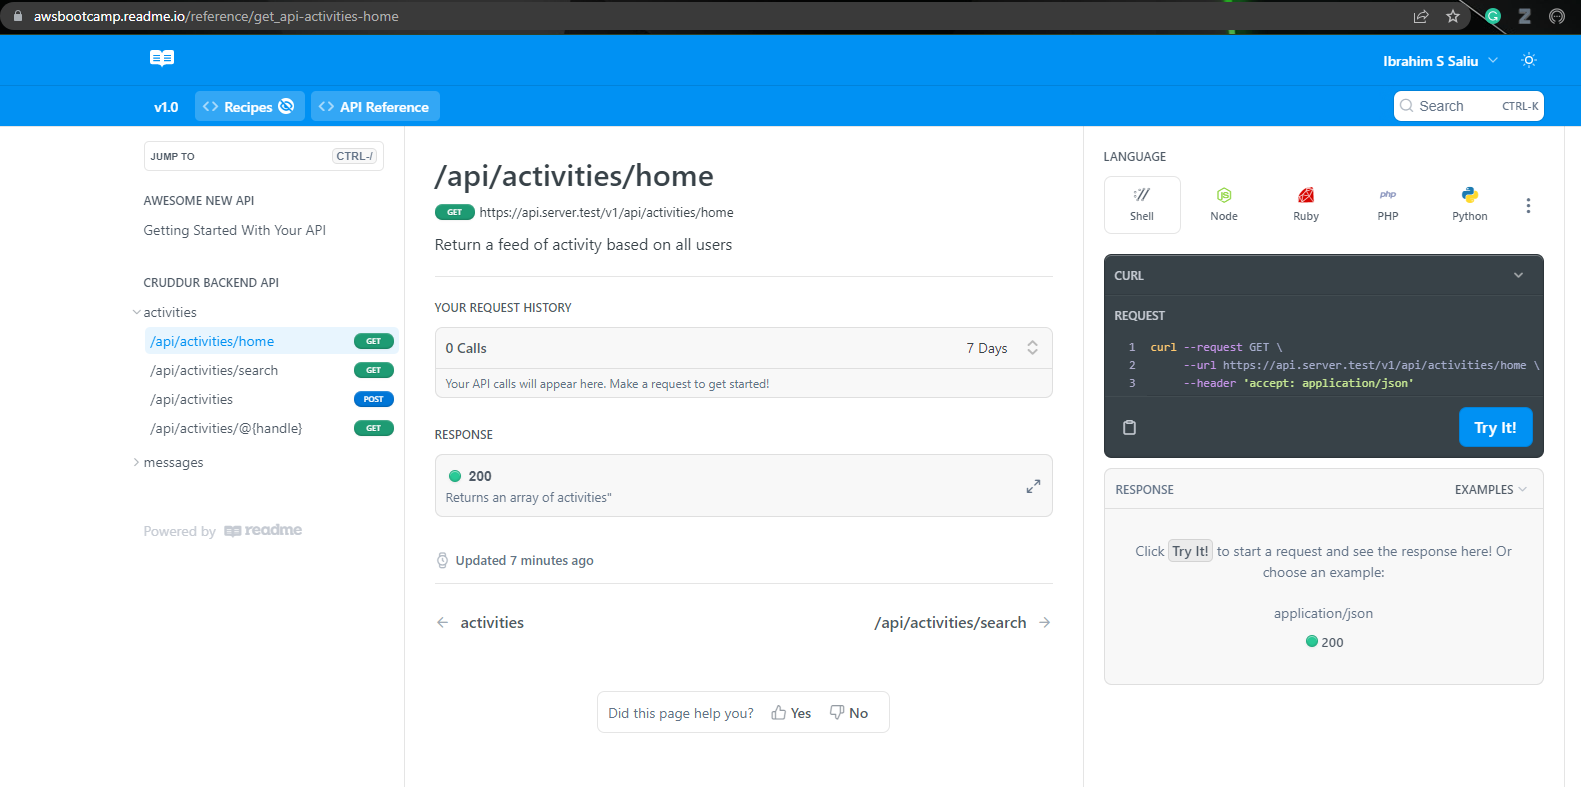 awsbootcamp.readme.io/reference/get_api-activities-home
Ibrahim S Saliu
v1.0
<> Recipes
<> API Reference
Search CTRL-K
JUMP TO CTRL-/
AWESOME NEW API
Getting Started With Your API
CRUDDUR BACKEND API
activities
/api/activities/home GET
/api/activities/search GET
/api/activities POST
/api/activities/@{handle} GET
messages
Powered by readme
/api/activities/home
GET https://api.server.test/v1/api/activities/home
Return a feed of activity based on all users
YOUR REQUEST HISTORY
0 Calls 7 Days
Your API calls will appear here. Make a request to get started!
RESPONSE
200
Returns an array of activities"
Updated 7 minutes ago
← activities
/api/activities/search →
Did this page help you? Yes No
LANGUAGE
Shell
Node
php
Ruby
PHP
Python
CURL
REQUEST
1 curl --request GET \
2 --url https://api.server.test/v1/api/activities/home \
3 --header 'accept: application/json'
Try It!
RESPONSE EXAMPLES
Click Try It! to start a request and see the response here! Or
choose an example:
application/json
200